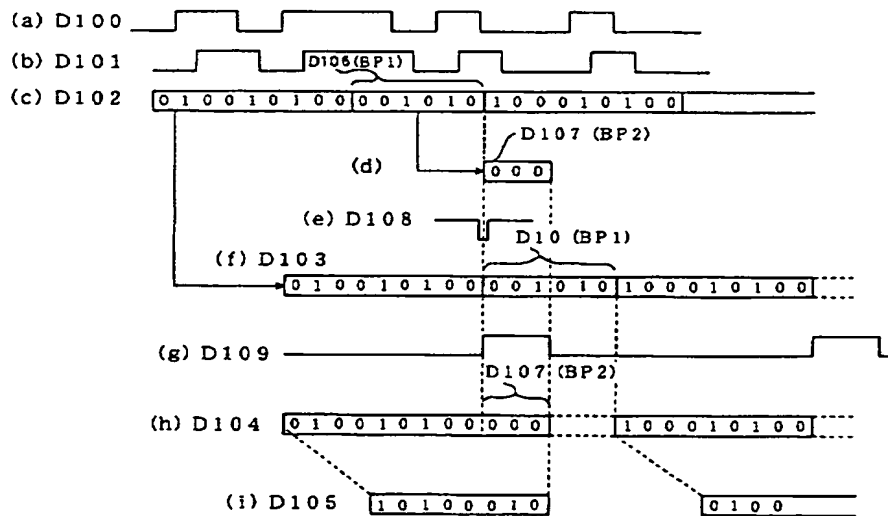 (a) D100
(b) D101
D106(BP1)
(c) D102 0 1 0 0 1 0 1 0 0 0 0 1 0 1 0 1 0 0 0 1 0 1 0 0
D107 (BP2)
(d) 0 0 0
(e) D108
D10 (BP1)
(f) D103
0 1 0 0 1 0 1 0 0 0 0 1 0 1 0 1 0 0 0 1 0 1 0 0
(g) D109
D107 (BP2)
(h) D104 0 1 0 0 1 0 1 0 0 0 0 0 1 0 0 0 1 0 1 0 0
(i) D105 1 0 1 0 0 0 1 0 0 1 0 0